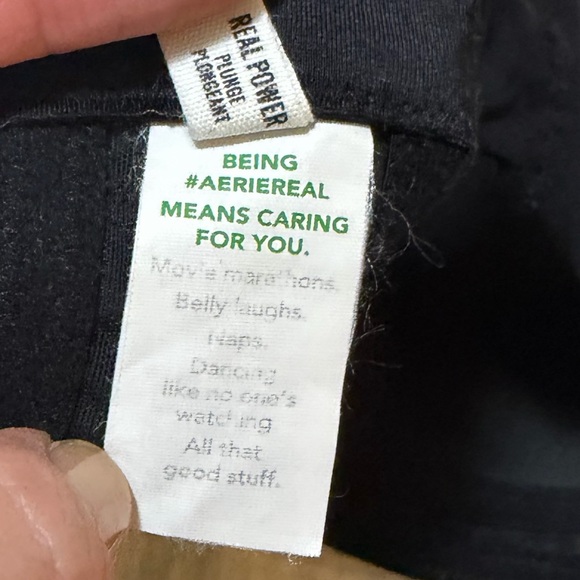 REAL POWER
PLUNGE
PLONGEANT
BEING
#AERIEREAL
MEANS CARING
FOR YOU.
Movie marathons.
Belly laughs.
Naps.
Dancing
like no one's
watching
All that
good stuff.